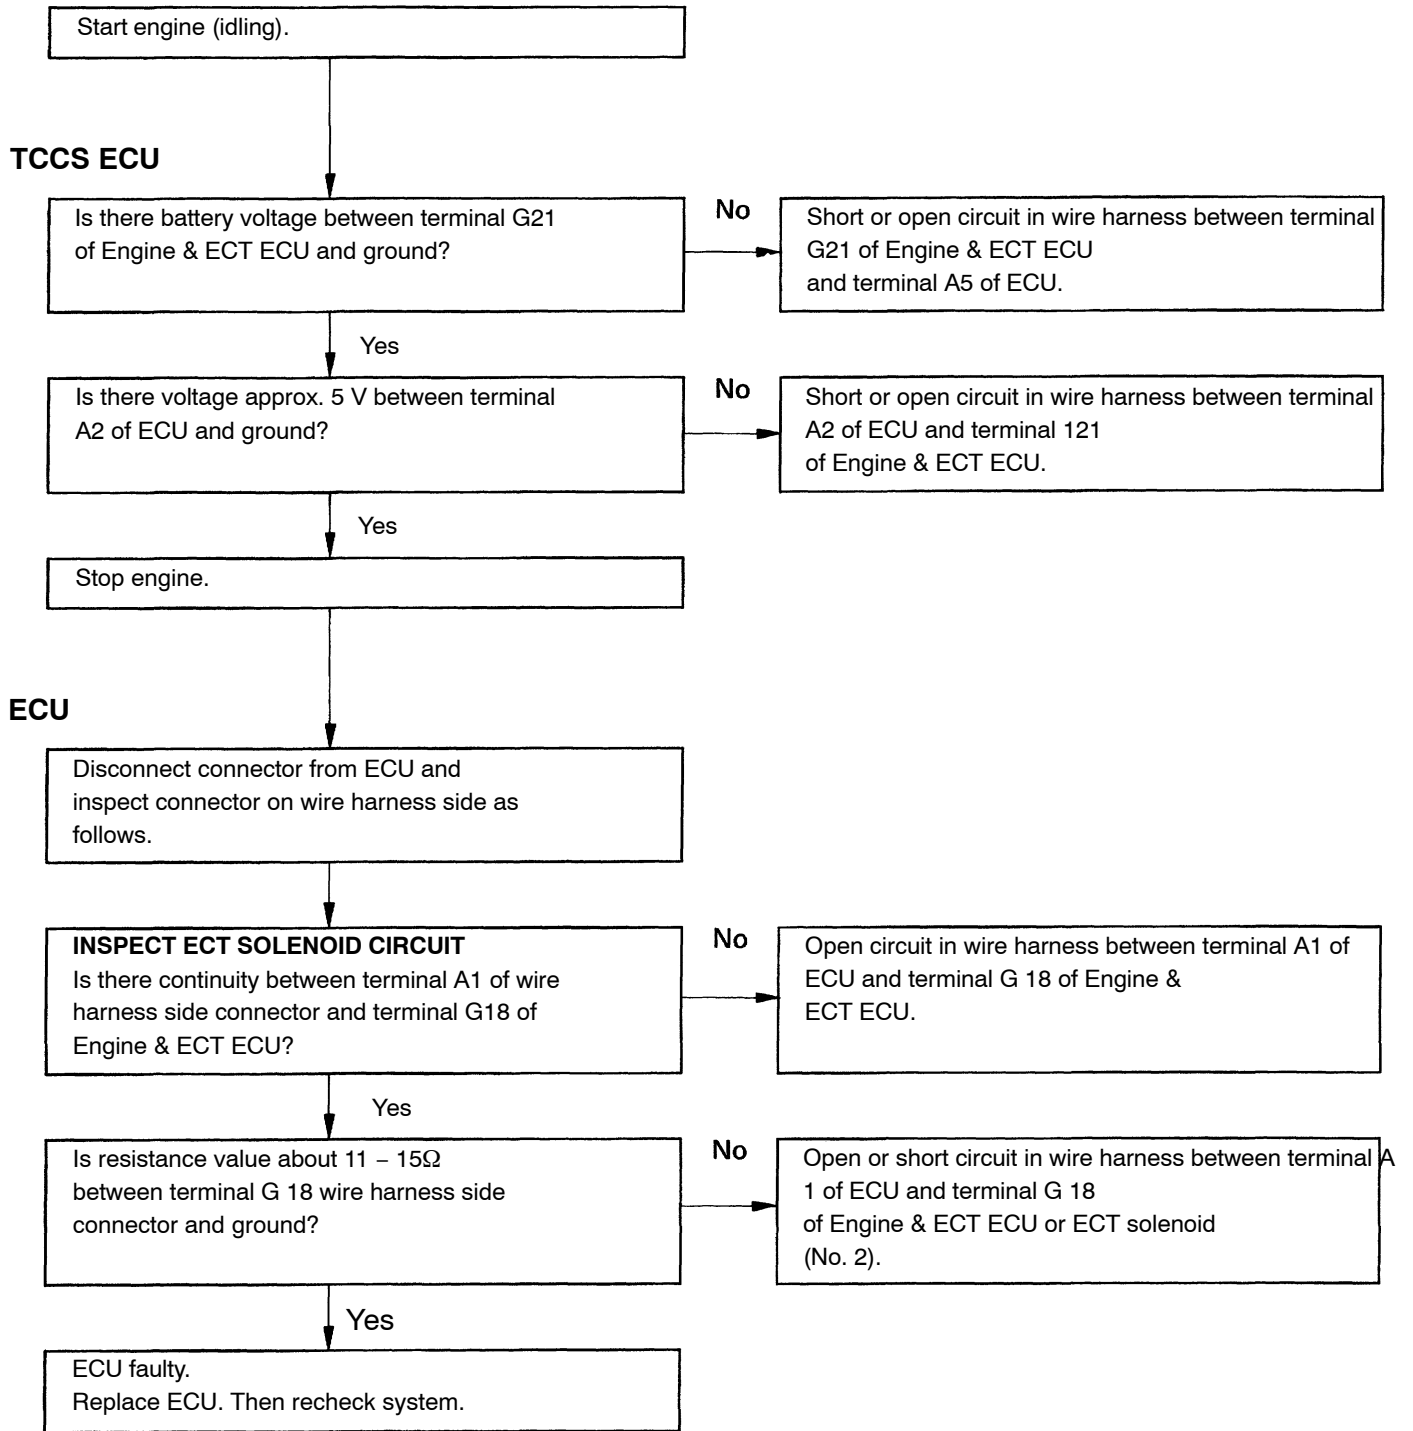 Start engine (idling).
TCCS ECU
Is there battery voltage between terminal G21
of Engine & ECT ECU and ground?
No
Short or open circuit in wire harness between terminal
G21 of Engine & ECT ECU
and terminal A5 of ECU.
Yes
Is there voltage approx. 5 V between terminal
A2 of ECU and ground?
No
Short or open circuit in wire harness between terminal
A2 of ECU and terminal 121
of Engine & ECT ECU.
Yes
Stop engine.
ECU
Disconnect connector from ECU and
inspect connector on wire harness side as
follows.
INSPECT ECT SOLENOID CIRCUIT
Is there continuity between terminal A1 of wire
harness side connector and terminal G18 of
Engine & ECT ECU?
No
Open circuit in wire harness between terminal A1 of
ECU and terminal G 18 of Engine &
ECT ECU.
Yes
Is resistance value about 11 – 15Ω
between terminal G 18 wire harness side
connector and ground?
No
Open or short circuit in wire harness between terminal A
1 of ECU and terminal G 18
of Engine & ECT ECU or ECT solenoid
(No. 2).
Yes
ECU faulty.
Replace ECU. Then recheck system.